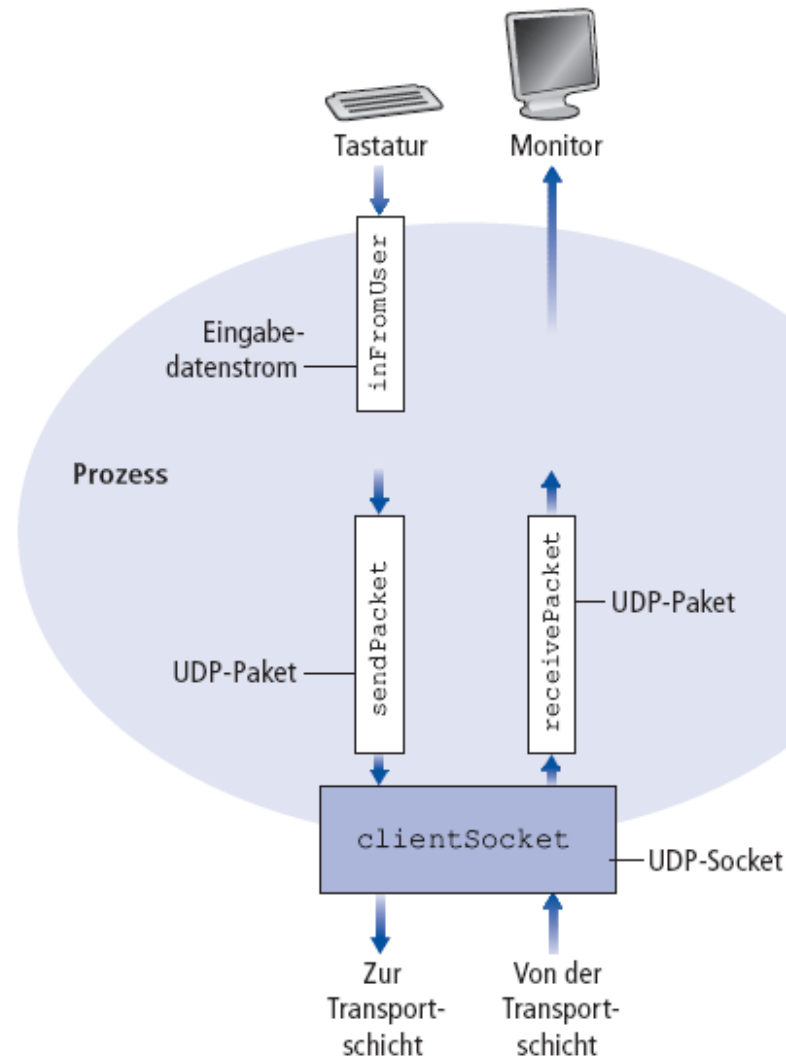 Tastatur
Monitor
inFromUser
Eingabe-
datenstrom
Prozess
sendPacket
receivePacket
UDP-Paket
UDP-Paket
clientSocket
UDP-Socket
Zur
Transport-
schicht
Von der
Transport-
schicht